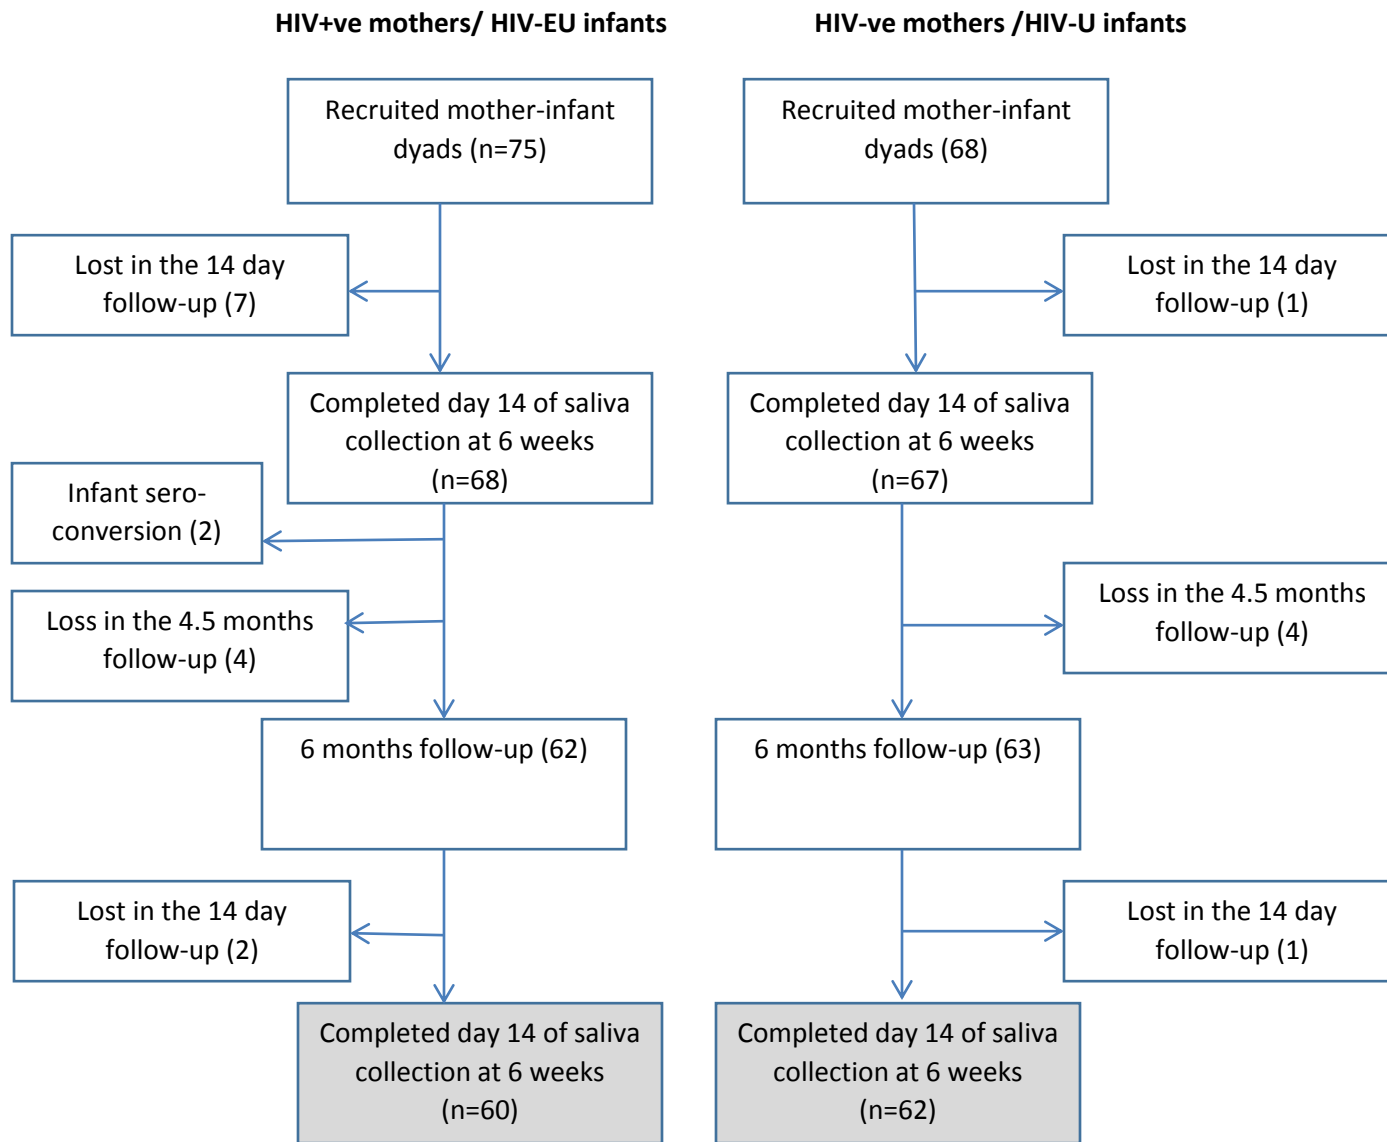 HIV+ve mothers/ HIV-EU infants
HIV-ve mothers /HIV-U infants
Recruited mother-infant
dyads (n=75)
Recruited mother-infant
dyads (68)
Lost in the 14 day
follow-up (7)
Lost in the 14 day
follow-up (1)
Completed day 14 of saliva
collection at 6 weeks
(n=68)
Completed day 14 of saliva
collection at 6 weeks
(n=67)
Infant sero-
conversion (2)
Loss in the 4.5 months
follow-up (4)
Loss in the 4.5 months
follow-up (4)
6 months follow-up (62)
6 months follow-up (63)
Lost in the 14 day
follow-up (2)
Lost in the 14 day
follow-up (1)
Completed day 14 of saliva
collection at 6 weeks
(n=60)
Completed day 14 of saliva
collection at 6 weeks
(n=62)